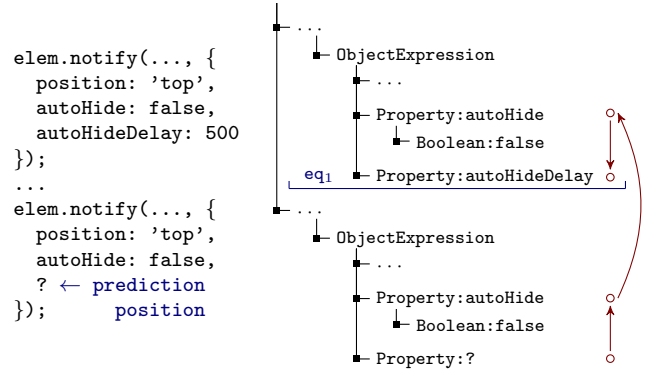 elem.notify(..., {
  position: ’top’,
  autoHide: false,
  autoHideDelay: 500
});
...
elem.notify(..., {
  position: ’top’,
  autoHide: false,
  ? ← prediction
});      position
...
ObjectExpression
...
Property:autoHide
Boolean:false
Property:autoHideDelay
eq₁
...
ObjectExpression
...
Property:autoHide
Boolean:false
Property:?